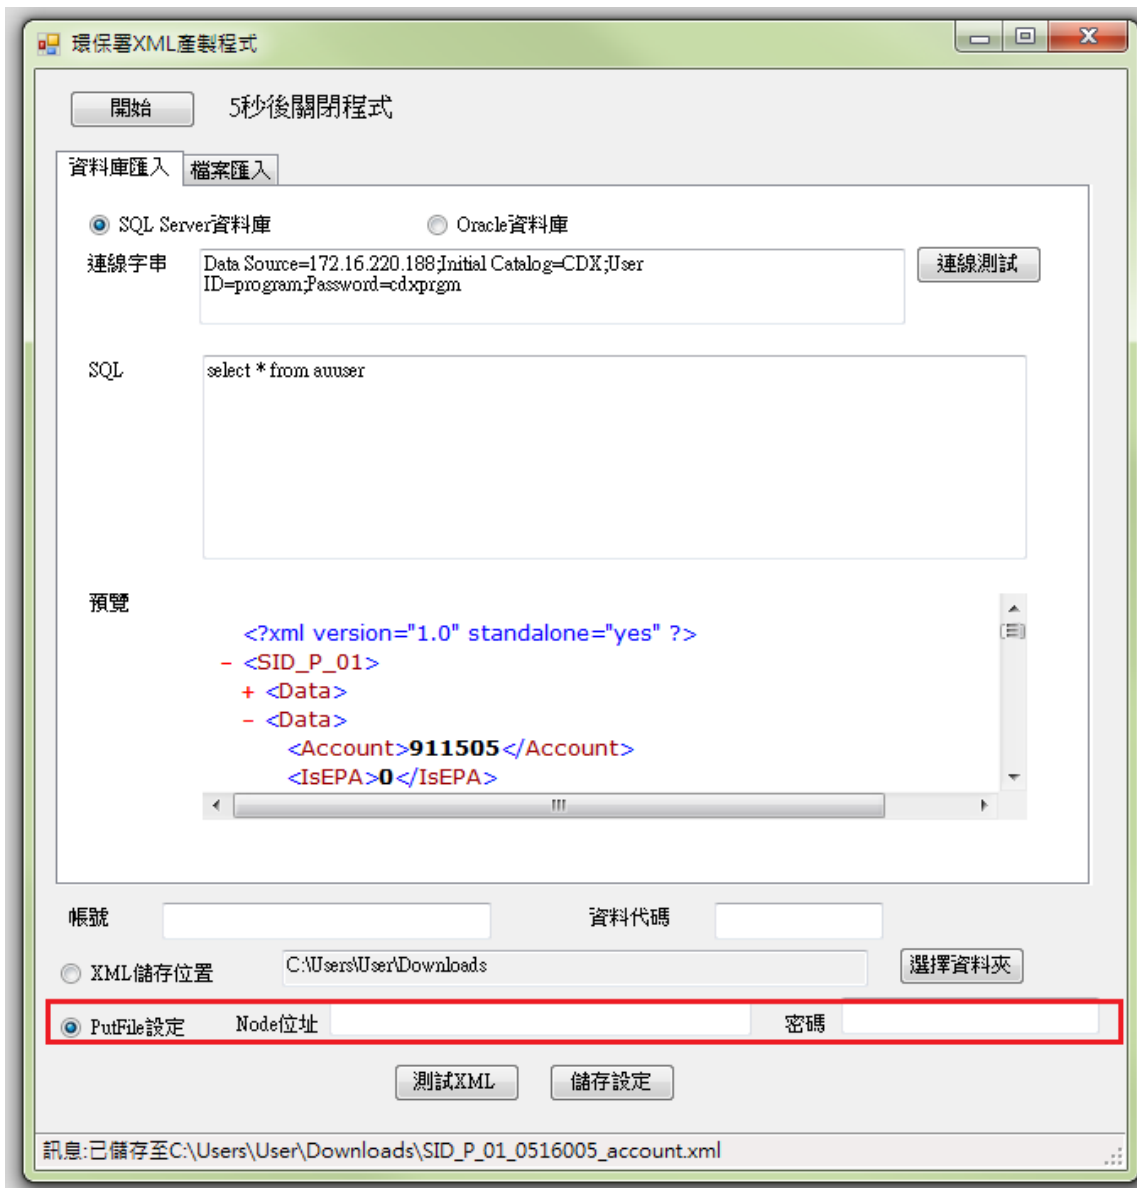 環保署XML產製程式
開始 5秒後關閉程式
資料庫匯入 檔案匯入
SQL Server資料庫 Oracle資料庫
連線字串 Data Source=172.16.220.188;Initial Catalog=CDX;User 連線測試
ID=program;Password=cdxprgm
SQL select * from auuser
預覽
<?xml version="1.0" standalone="yes" ?>
- <SID_P_01>
+ <Data>
- <Data>
<Account>911505</Account>
<IsEPA>0</IsEPA>
帳號 資料代碼
XML儲存位置 C:\Users\User\Downloads 選擇資料夾
PutFile設定 Node位址 密碼
測試XML 儲存設定
訊息:已儲存至C:\Users\User\Downloads\SID_P_01_0516005_account.xml